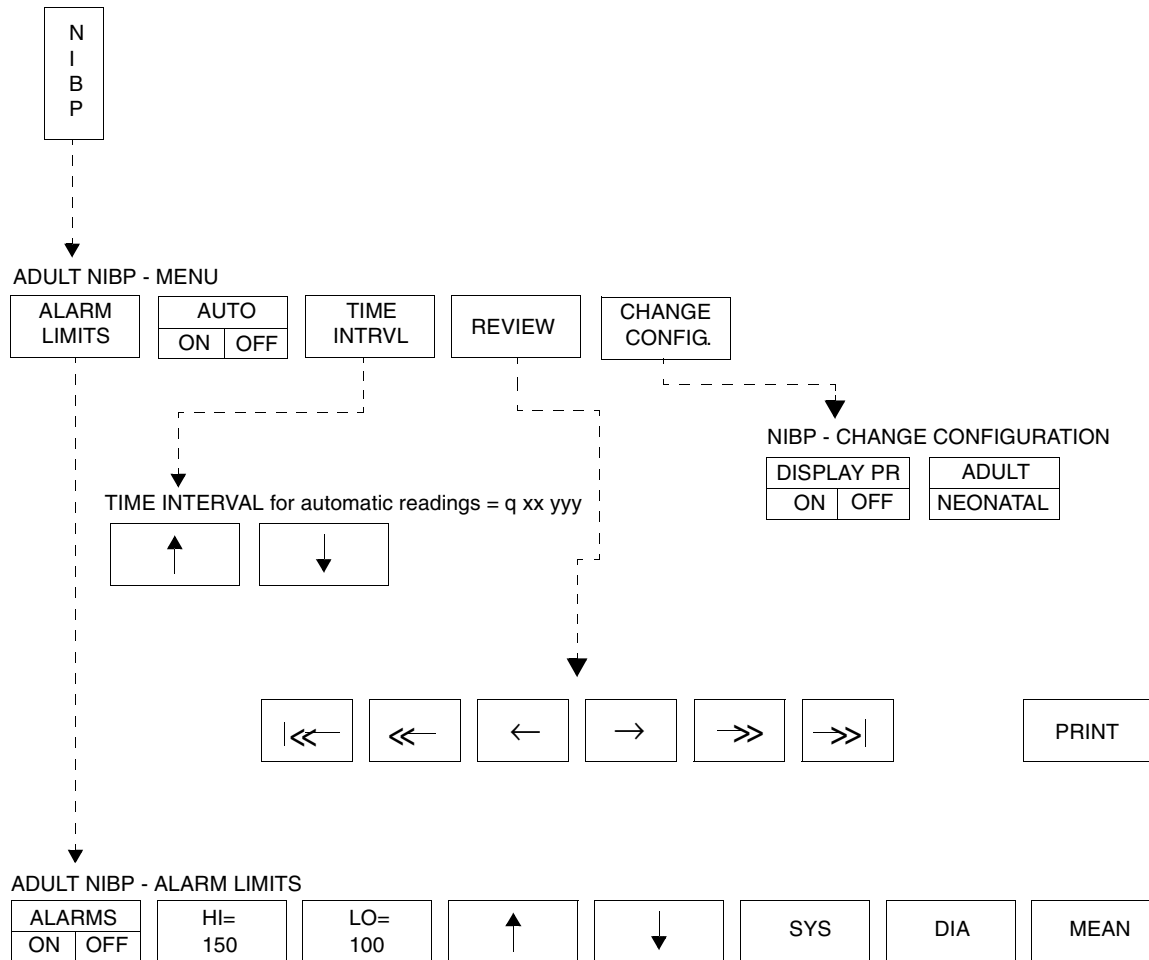 N
I
B
P
ADULT NIBP - MENU
ALARM
LIMITS
AUTO
ON OFF
TIME
INTRVL
REVIEW
CHANGE
CONFIG.
NIBP - CHANGE CONFIGURATION
DISPLAY PR
ON OFF
ADULT
NEONATAL
TIME INTERVAL for automatic readings = q xx yyy
PRINT
ADULT NIBP - ALARM LIMITS
ALARMS
ON OFF
HI=
150
LO=
100
SYS
DIA
MEAN